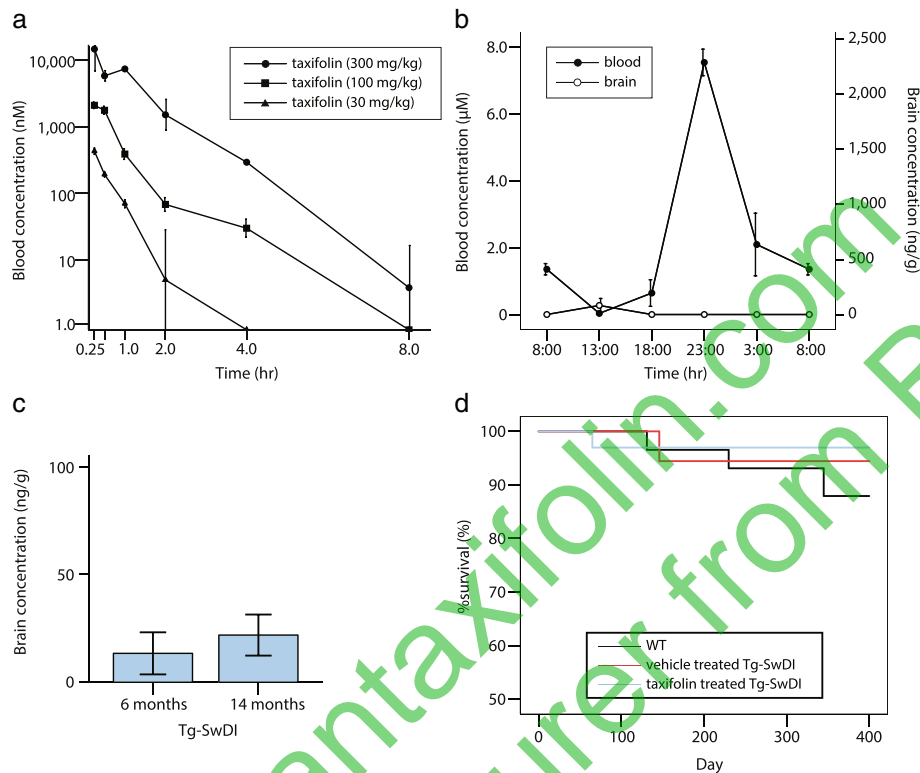 a
Blood concentration (nM)
10,000
1,000
100
10
1.0
0.25
1.0
2.0
4.0
8.0
Time (hr)
taxifolin (300 mg/kg)
taxifolin (100 mg/kg)
taxifolin (30 mg/kg)
b
Blood concentration (µM)
8.0
6.0
4.0
2.0
0
8:00
13:00
18:00
23:00
3:00
8:00
Time (hr)
blood
brain
2,500
2,000
1,500
1,000
500
0
Brain concentration (ng/g)
c
Brain concentration (ng/g)
100
50
0
6 months
14 months
Tg-SwDI
d
%survival (%)
100
90
80
70
60
50
0
100
200
300
400
Day
WT
vehicle treated Tg-SwDI
taxifolin treated Tg-SwDI
antaxifolin.com
urer from